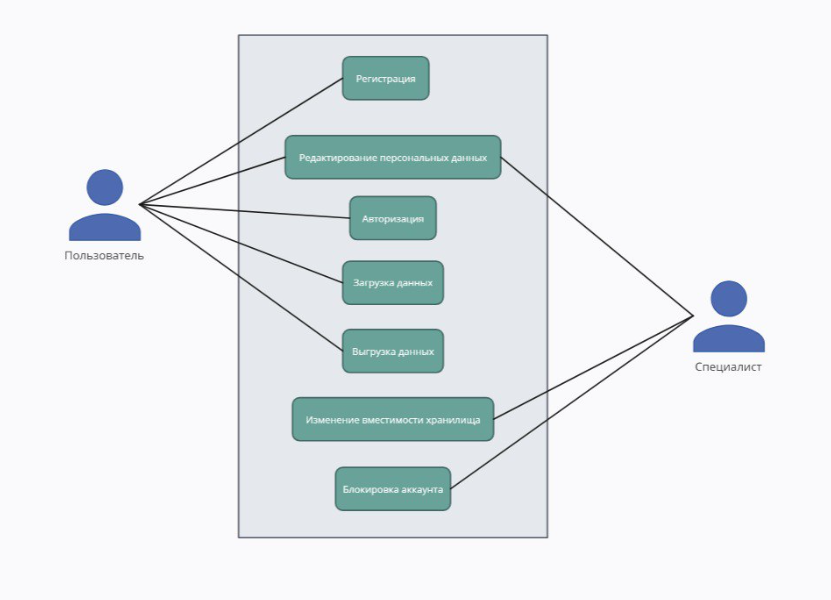 Регистрация
Редактирование персональных данных
Авторизация
Пользователь
Загрузка данных
Выгрузка данных
Специалист
Изменение вместимости хранилища
Блокировка аккаунта